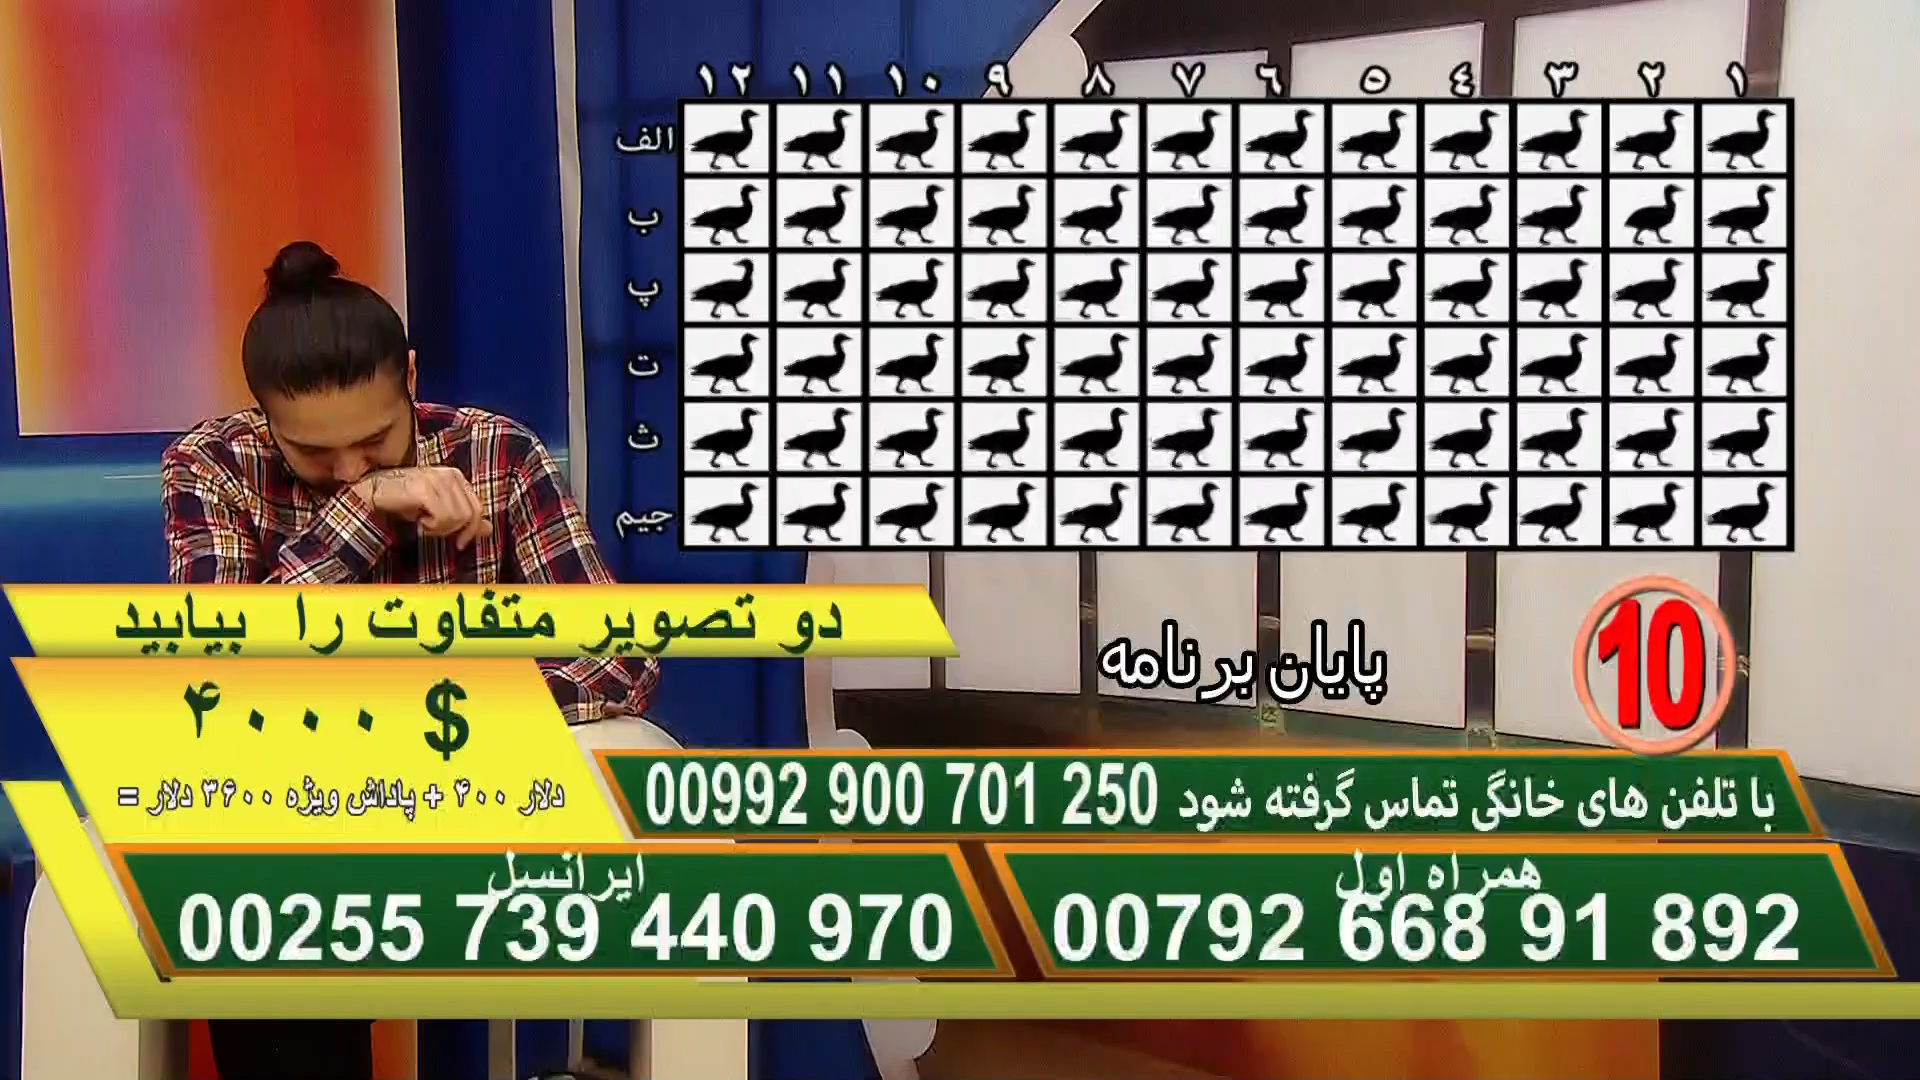 ۱۲ ۱۱ ۱۰ ۹ ۸ ۷ ٦ ٥ ٤ ۳ ۲ ۱
الف
ب
پ
ت
ث
جیم
دو تصویر متفاوت را بیابید
۴۰۰۰ $
دلار ۴۰۰ + پاداش ویژه ۳۶۰۰ دلار =
پایان برنامه
10
با تلفن های خانگی تماس گرفته شود 00992 900 701 250
همراه اول
00792 668 91 892
ایرانسل
00255 739 440 970